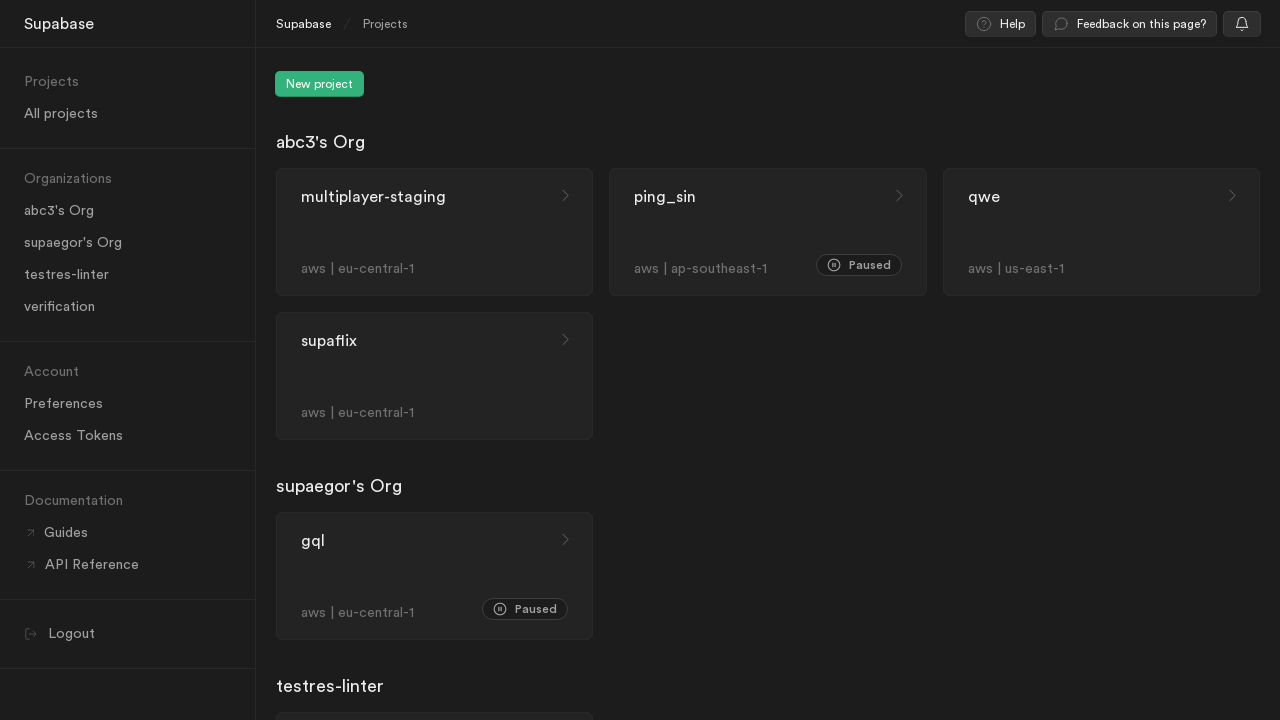 Supabase
Projects
All projects
Organizations
abc3's Org
supaegor's Org
testres-linter
verification
Account
Preferences
Access Tokens
Documentation
Guides
API Reference
Logout
Supabase / Projects
Help
Feedback on this page?
New project
abc3's Org
multiplayer-staging
aws | eu-central-1
ping_sin
aws | ap-southeast-1
Paused
qwe
aws | us-east-1
supaflix
aws | eu-central-1
supaegor's Org
gql
aws | eu-central-1
Paused
testres-linter